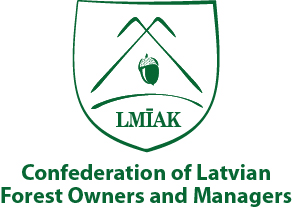 LMĪAK
Confederation of Latvian
Forest Owners and Managers